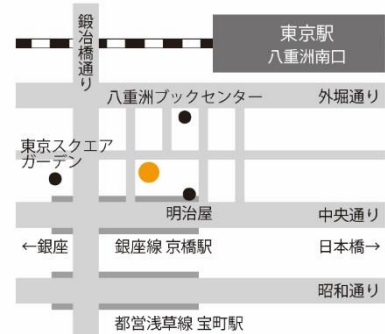 鍛冶橋通り
東京駅
八重洲南口
八重洲ブックセンター
外堀通り
東京スクエア
ガーデン
明治屋
中央通り
←銀座
銀座線 京橋駅
日本橋→
昭和通り
都営浅草線 宝町駅